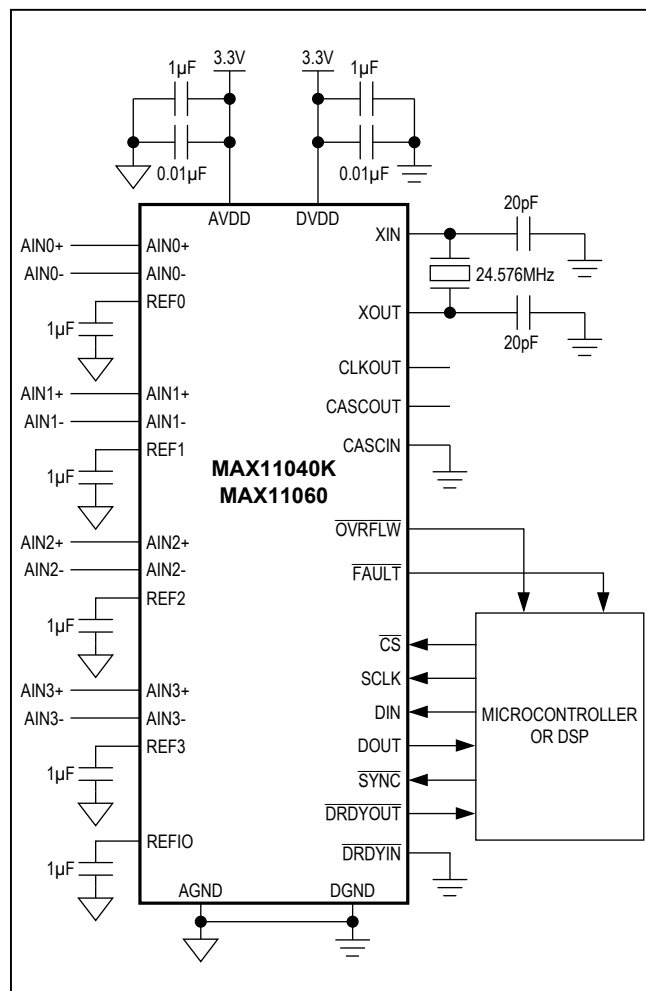 3.3V
3.3V
1µF
1µF
0.01µF
0.01µF
AVDD
DVDD
20pF
XIN
24.576MHz
XOUT
20pF
CLKOUT
CASCOUT
CASCIN
AIN0+
AIN0+
AIN0-
AIN0-
REF0
1µF
AIN1+
AIN1+
AIN1-
AIN1-
REF1
1µF
MAX11040K
MAX11060
AIN2+
AIN2+
AIN2-
AIN2-
REF2
1µF
AIN3+
AIN3+
AIN3-
AIN3-
REF3
1µF
REFIO
1µF
OVRFLW
FAULT
CS
SCLK
DIN
DOUT
SYNC
DRDYOUT
DRDYIN
MICROCONTROLLER
OR DSP
AGND
DGND